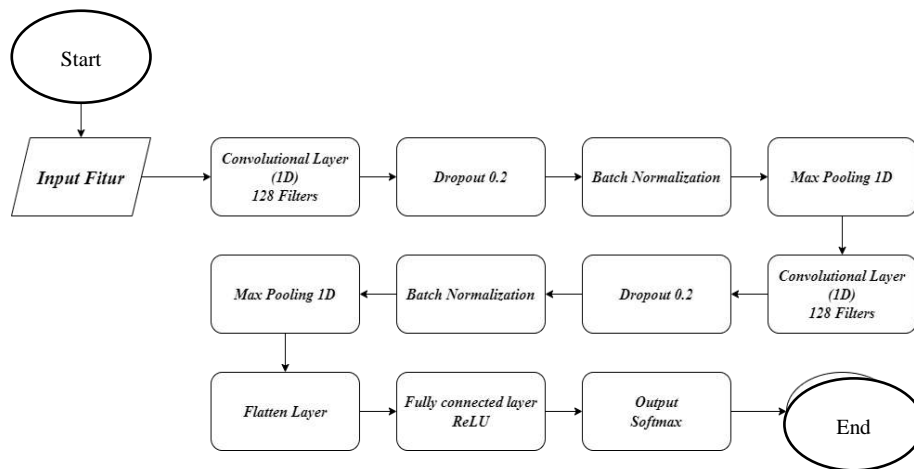 Start
Input Fitur
Convolutional Layer
(1D)
128 Filters
Dropout 0.2
Batch Normalization
Max Pooling 1D
Convolutional Layer
(1D)
128 Filters
Dropout 0.2
Batch Normalization
Max Pooling 1D
Flatten Layer
Fully connected layer
ReLU
Output
Softmax
End